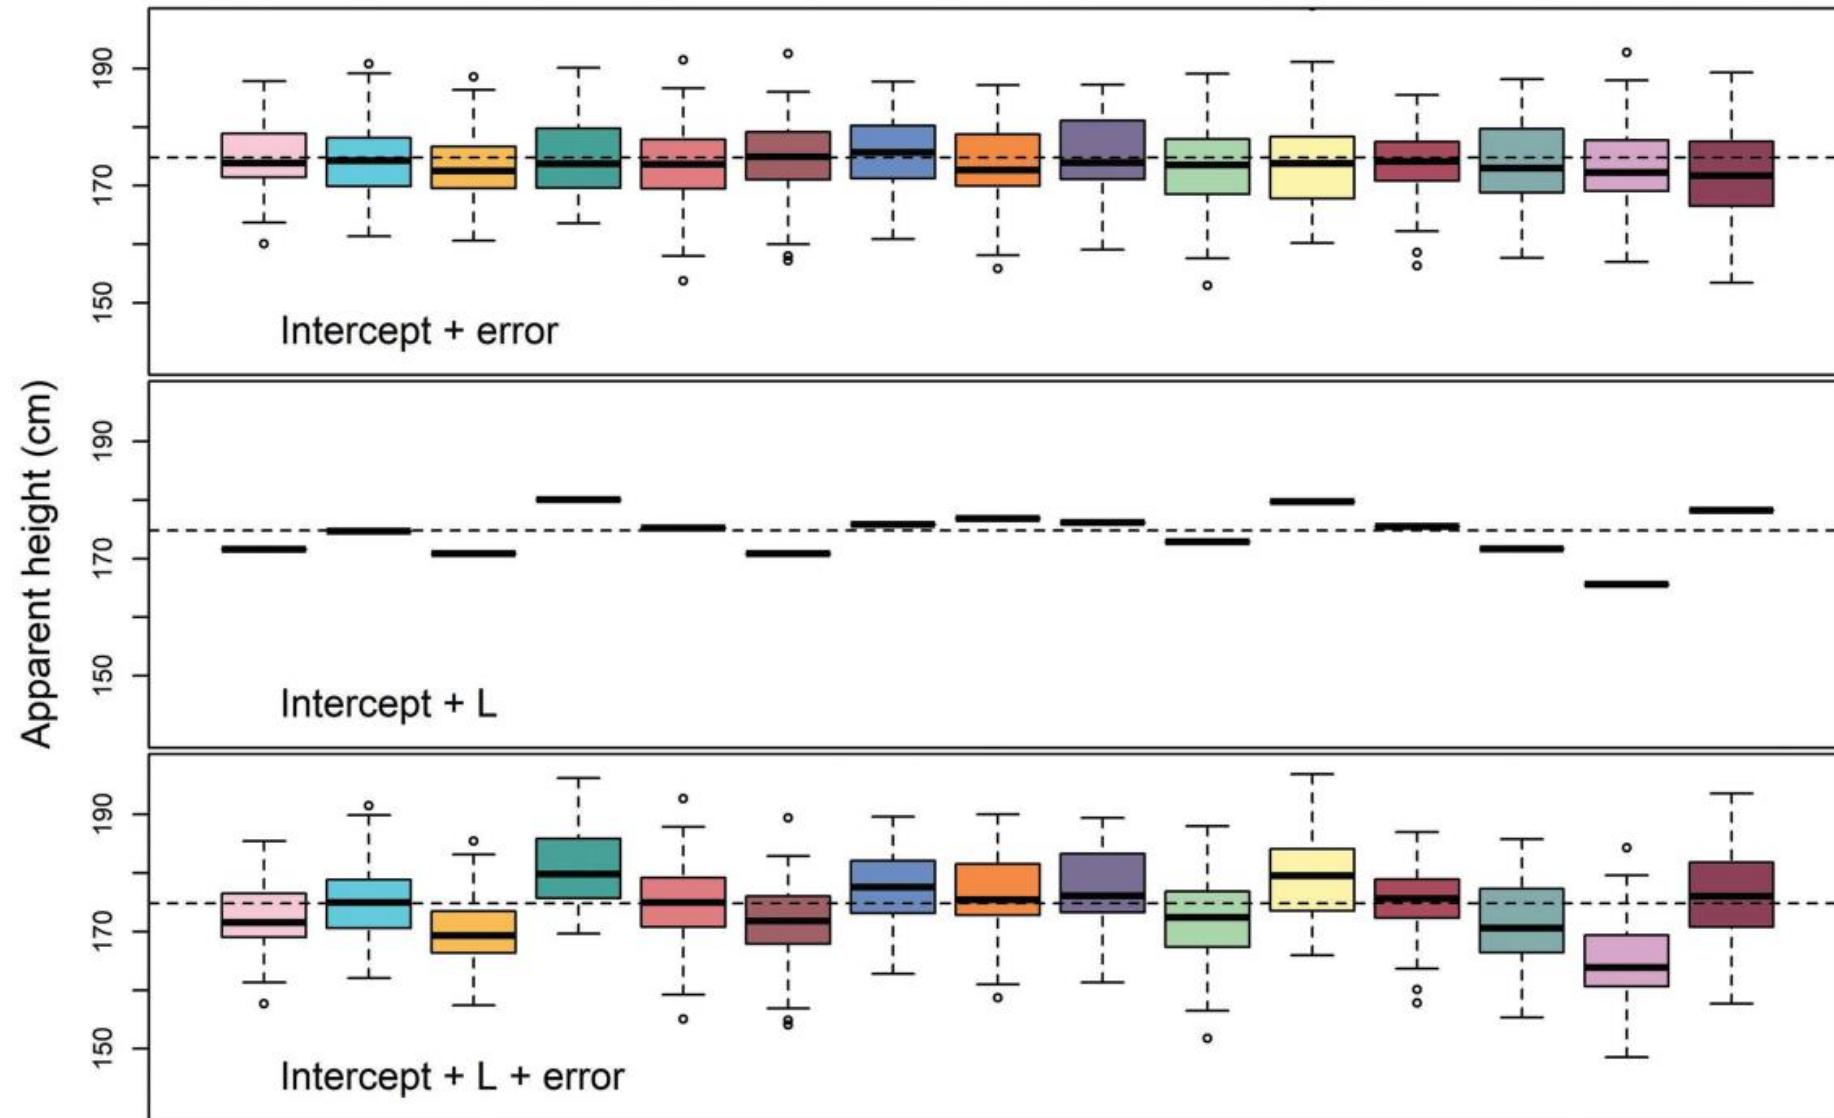 Apparent height (cm)
190
170
150
Intercept + error
190
170
150
Intercept + L
190
170
150
Intercept + L + error